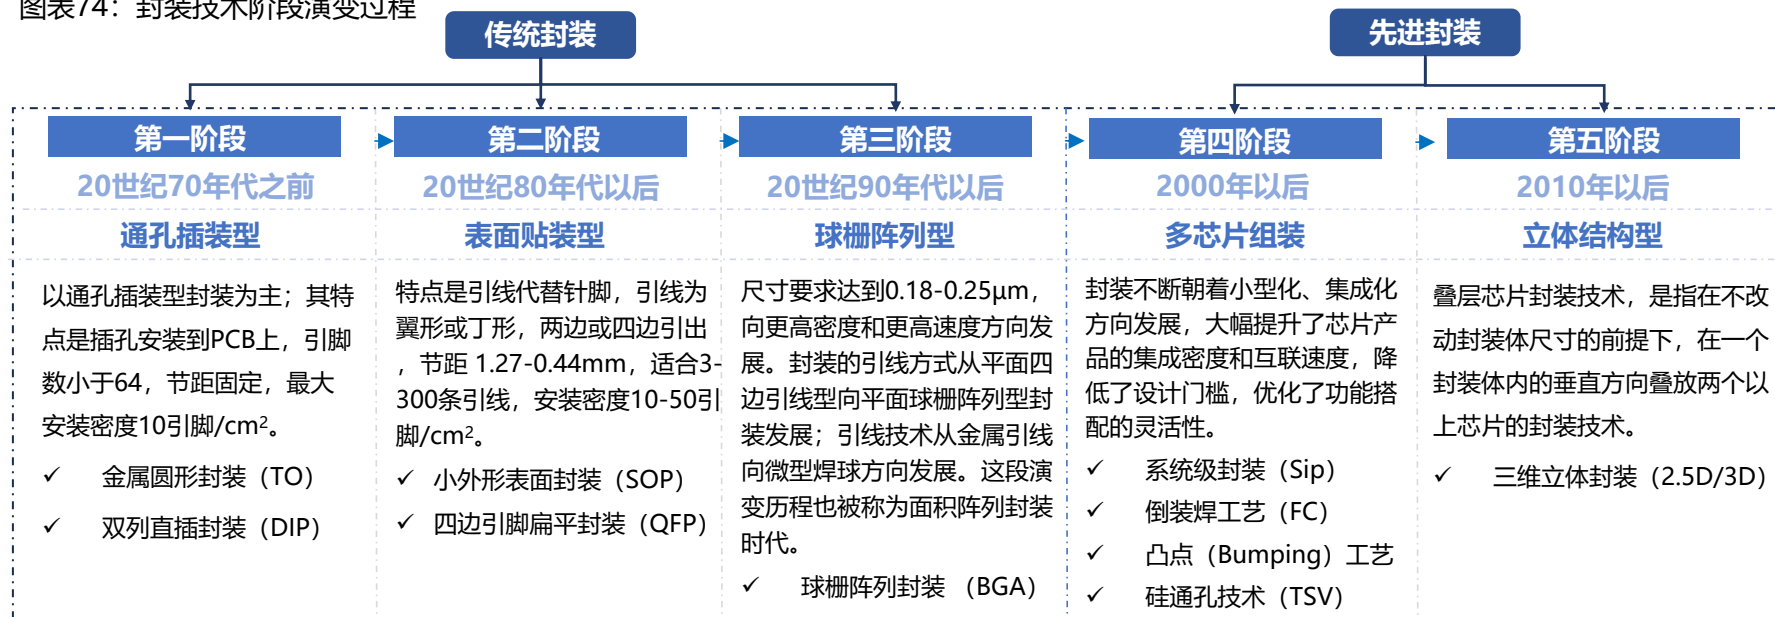 图表74：封装技术阶段演变过程
传统封装
先进封装
第一阶段
20世纪70年代之前
通孔插装型
以通孔插装型封装为主；其特
点是插孔安装到PCB上，引脚
数小于64，节距固定，最大
安装密度10引脚/cm²。
✓ 金属圆形封装（TO）
✓ 双列直插封装（DIP）
第二阶段
20世纪80年代以后
表面贴装型
特点是引线代替针脚，引线为
翼形或丁形，两边或四边引出
，节距 1.27-0.44mm，适合3-
300条引线，安装密度10-50引
脚/cm²。
✓ 小外形表面封装（SOP）
✓ 四边引脚扁平封装（QFP）
第三阶段
20世纪90年代以后
球栅阵列型
尺寸要求达到0.18-0.25μm，
向更高密度和更高速度方向发
展。封装的引线方式从平面四
边引线型向平面球栅阵列型封
装发展；引线技术从金属引线
向微型焊球方向发展。这段演
变历程也被称为面积阵列封装
时代。
✓ 球栅阵列封装 （BGA）
第四阶段
2000年以后
多芯片组装
封装不断朝着小型化、集成化
方向发展，大幅提升了芯片产
品的集成密度和互联速度，降
低了设计门槛，优化了功能搭
配的灵活性。
✓ 系统级封装（Sip）
✓ 倒装焊工艺（FC）
✓ 凸点（Bumping）工艺
✓ 硅通孔技术（TSV）
第五阶段
2010年以后
立体结构型
叠层芯片封装技术，是指在不改
动封装体尺寸的前提下，在一个
封装体内的垂直方向叠放两个以
上芯片的封装技术。
✓ 三维立体封装（2.5D/3D）